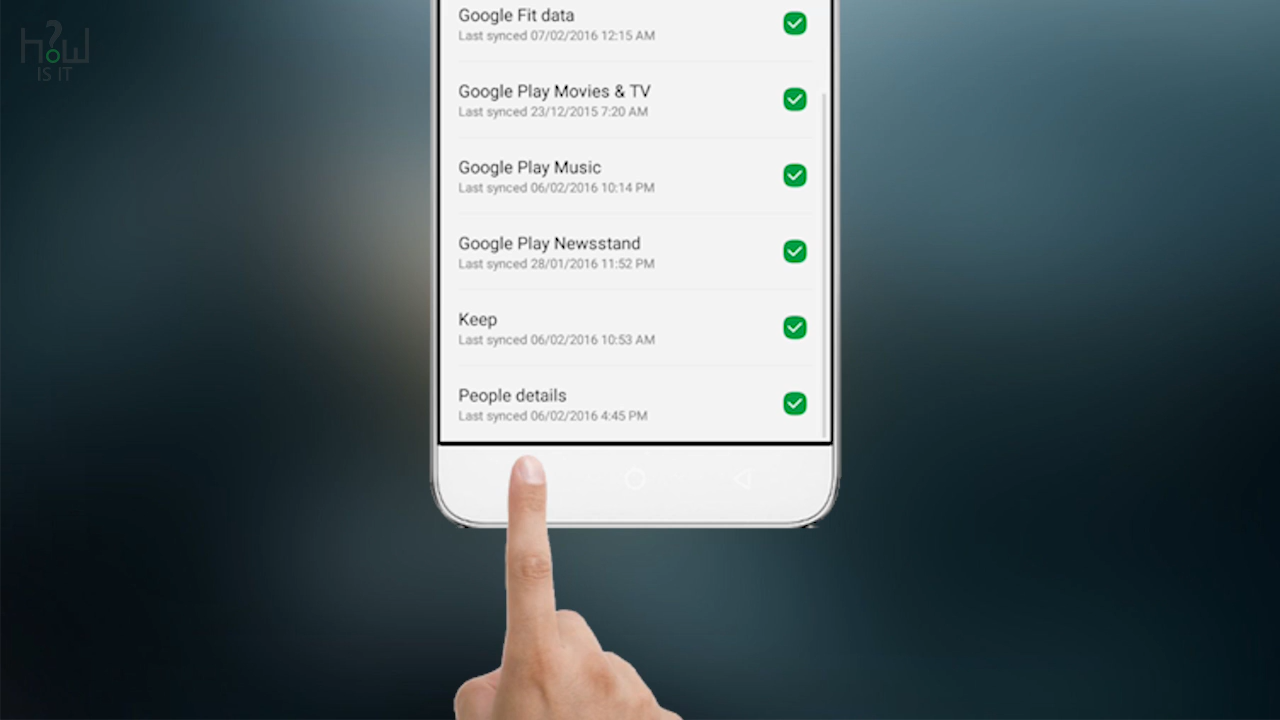 h?W
IS IT
Google Fit data
Last synced 07/02/2016 12:15 AM
Google Play Movies & TV
Last synced 23/12/2015 7:20 AM
Google Play Music
Last synced 06/02/2016 10:14 PM
Google Play Newsstand
Last synced 28/01/2016 11:52 PM
Keep
Last synced 06/02/2016 10:53 AM
People details
Last synced 06/02/2016 4:45 PM